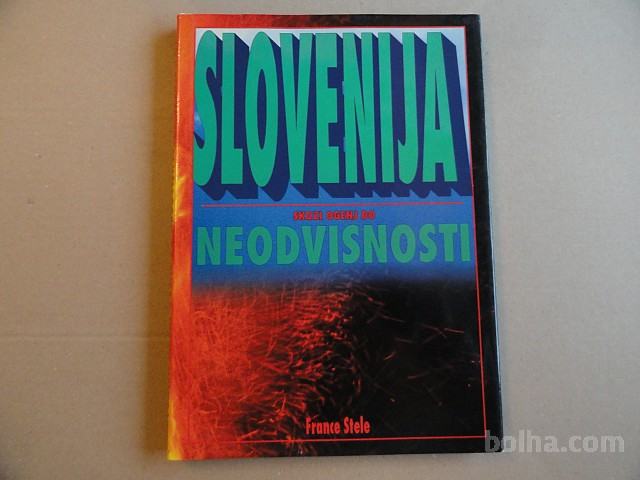 SLOVENIJA
SKOZI OGENJ DO
NEODVISNOSTI
France Stele
bolha.com